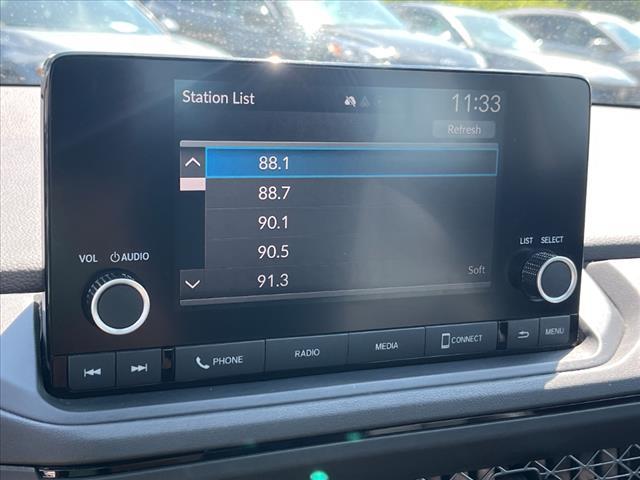 Station List
11:33
Refresh
88.1
88.7
90.1
90.5
91.3
Soft
VOL
AUDIO
LIST SELECT
PHONE
RADIO
MEDIA
CONNECT
MENU